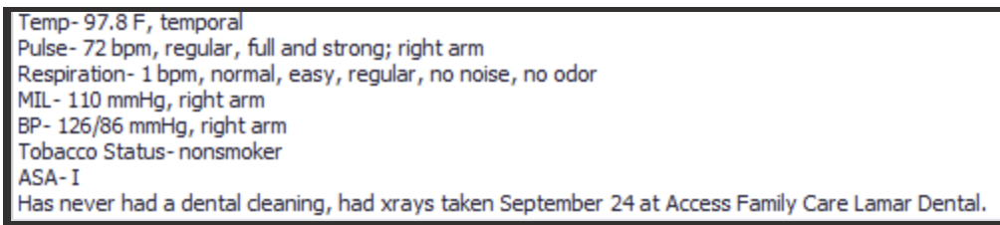 Temp- 97.8 F, temporal
Pulse- 72 bpm, regular, full and strong; right arm
Respiration- 1 bpm, normal, easy, regular, no noise, no odor
MIL- 110 mmHg, right arm
BP- 126/86 mmHg, right arm
Tobacco Status- nonsmoker
ASA- I
Has never had a dental cleaning, had xrays taken September 24 at Access Family Care Lamar Dental.